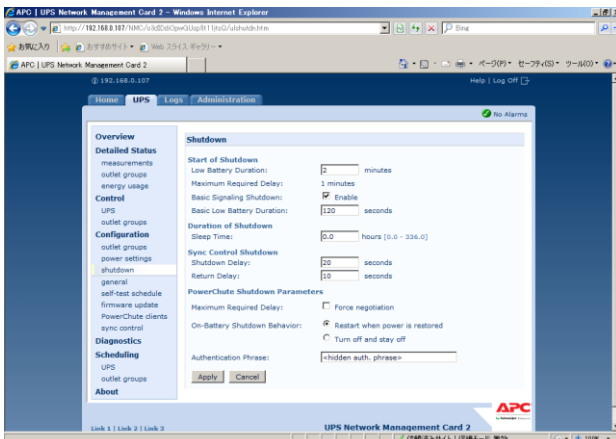 APC | UPS Network Management Card 2 - Windows Internet Explorer
Bing
お気に入り
おすすめサイト
Web スライス ギャラリー
APC | UPS Network Management Card 2
ページ(P) セーフティ(S) ツール(O)
192.168.0.107
Help | Log Off
Home UPS Logs Administration
No Alarms
Overview
Detailed Status
measurements
outlet groups
energy usage
Control
UPS
outlet groups
Configuration
outlet groups
power settings
shutdown
general
self-test schedule
firmware update
PowerChute clients
sync control
Diagnostics
Scheduling
UPS
outlet groups
About
Shutdown
Start of Shutdown
Low Battery Duration: 2 minutes
Maximum Required Delay: 1 minutes
Basic Signaling Shutdown: Enable
Basic Low Battery Duration: 120 seconds
Duration of Shutdown
Sleep Time: 0.0 hours [0.0 - 336.0]
Sync Control Shutdown
Shutdown Delay: 20 seconds
Return Delay: 10 seconds
PowerChute Shutdown Parameters
Maximum Required Delay: Force negotiation
On-Battery Shutdown Behavior: Restart when power is restored
Turn off and stay off
Authentication Phrase: <hidden auth. phrase>
Apply Cancel
APC
Link 1 | Link 2 | Link 3
UPS Network Management Card 2
100%